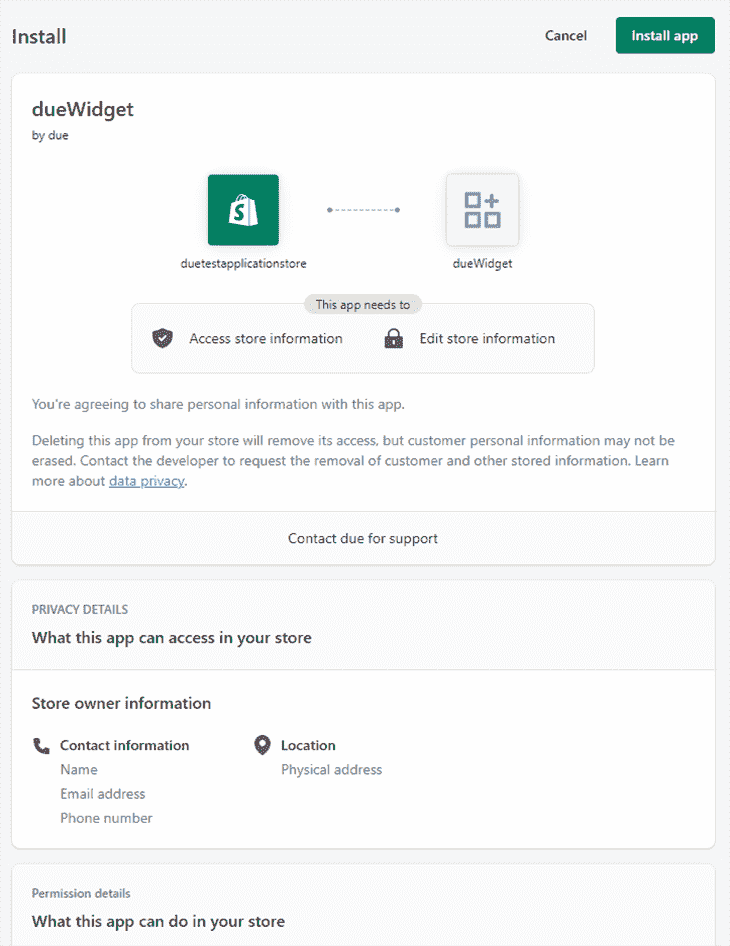 Install
Cancel
Install app
dueWidget
by due
S
duetestapplicationstore
dueWidget
This app needs to
Access store information
Edit store information
You're agreeing to share personal information with this app.
Deleting this app from your store will remove its access, but customer personal information may not be
erased. Contact the developer to request the removal of customer and other stored information. Learn
more about data privacy.
Contact due for support
PRIVACY DETAILS
What this app can access in your store
Store owner information
Contact information
Name
Email address
Phone number
Location
Physical address
Permission details
What this app can do in your store